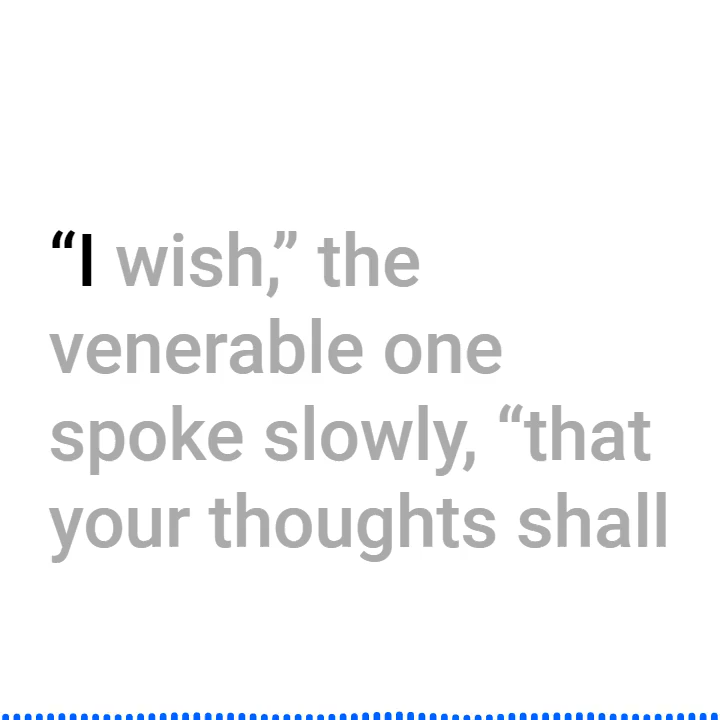 “I wish,” the
venerable one
spoke slowly, “that
your thoughts shall